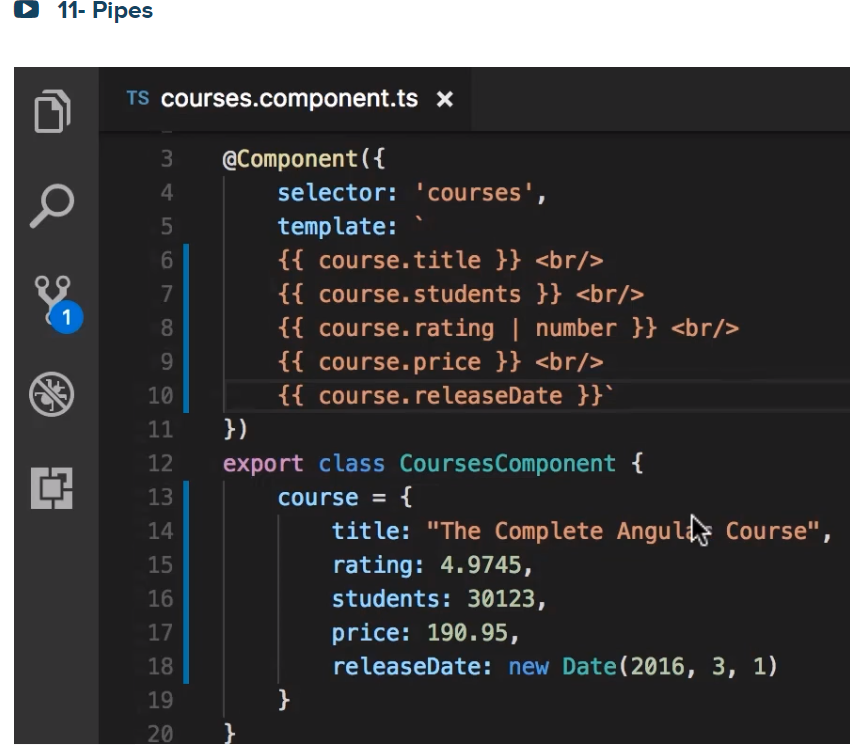 11- Pipes
TS courses.component.ts ×
3 @Component({
4 selector: 'courses',
5 template: `
6 {{ course.title }} <br/>
7 {{ course.students }} <br/>
8 {{ course.rating | number }} <br/>
9 {{ course.price }} <br/>
10 {{ course.releaseDate }}`
11 })
12 export class CoursesComponent {
13 course = {
14 title: "The Complete Angular Course",
15 rating: 4.9745,
16 students: 30123,
17 price: 190.95,
18 releaseDate: new Date(2016, 3, 1)
19 }
20 }
1